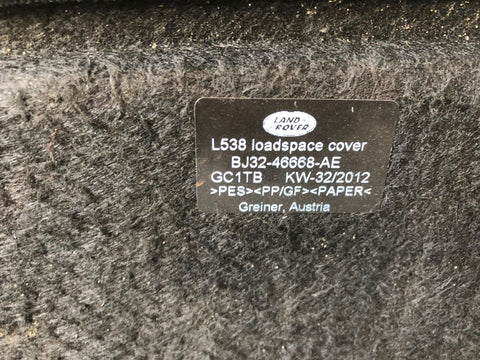 LAND-
ROVER
L538 loadspace cover
BJ32-46668-AE
GC1TB KW-32/2012
>PES><PP/GF><PAPER<
Greiner, Austria